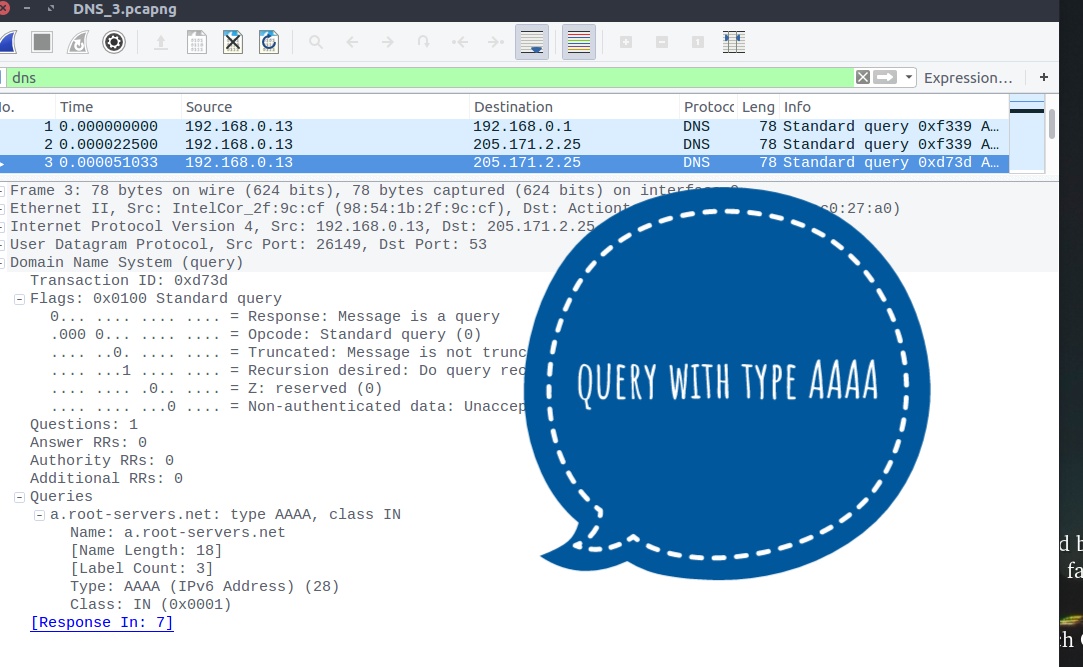 DNS_3.pcapng
dns
Expression… +
No. Time Source Destination Protocol Leng Info
1 0.000000000 192.168.0.13 192.168.0.1 DNS 78 Standard query 0xf339 A…
2 0.000022500 192.168.0.13 205.171.2.25 DNS 78 Standard query 0xf339 A…
3 0.000051033 192.168.0.13 205.171.2.25 DNS 78 Standard query 0xd73d A…
Frame 3: 78 bytes on wire (624 bits), 78 bytes captured (624 bits) on
Ethernet II, Src: IntelCor_2f:9c:cf (98:54:1b:2f:9c:cf), Dst: c0:27:a0)
Internet Protocol Version 4, Src: 192.168.0.13, Dst: 205.171.2.25
User Datagram Protocol, Src Port: 26149, Dst Port: 53
Domain Name System (query)
Transaction ID: 0xd73d
Flags: 0x0100 Standard query
0... .... .... .... = Response: Message is a query
.000 0... .... .... = Opcode: Standard query (0)
.... ..0. .... .... = Truncated: Message is not trunc
.... ...1 .... .... = Recursion desired: Do query rec
.... .... .0.. .... = Z: reserved (0)
.... .... ...0 .... = Non-authenticated data: Unaccep
QUERY WITH TYPE AAAA
Questions: 1
Answer RRs: 0
Authority RRs: 0
Additional RRs: 0
Queries
a.root-servers.net: type AAAA, class IN
Name: a.root-servers.net
[Name Length: 18]
[Label Count: 3]
Type: AAAA (IPv6 Address) (28)
Class: IN (0x0001)
[Response In: 7]